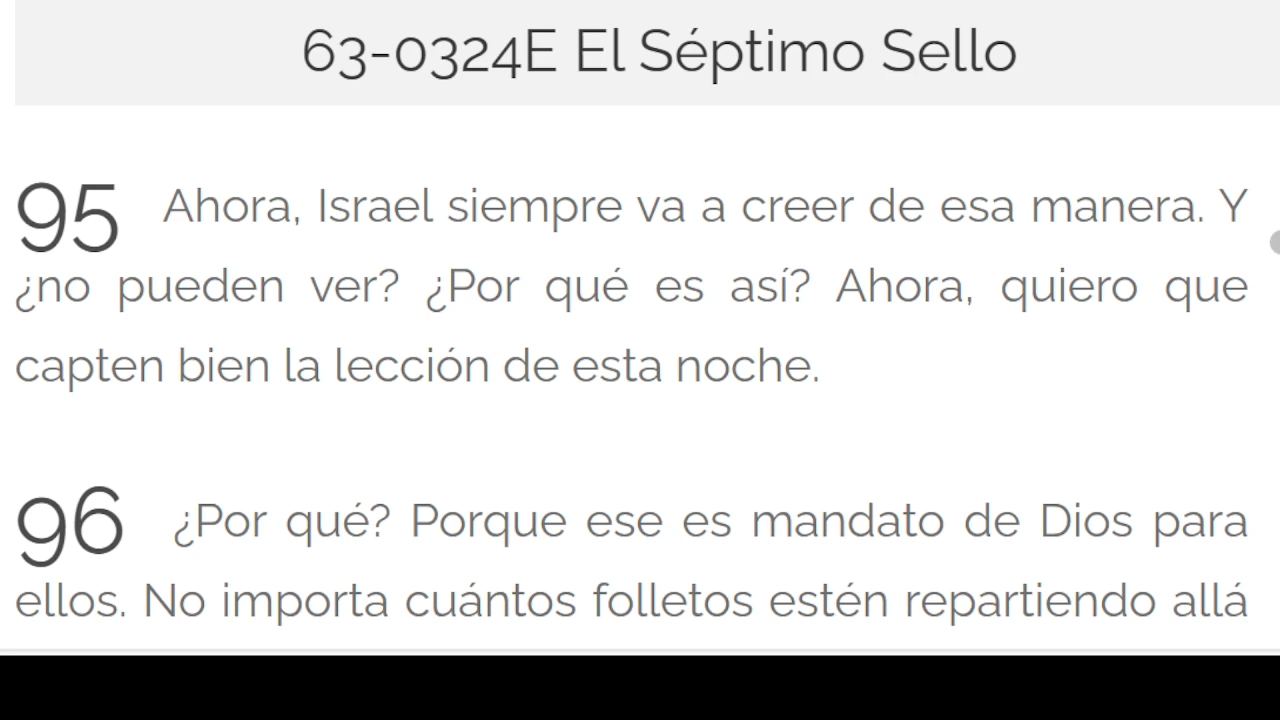 63-0324E El Séptimo Sello
95 Ahora, Israel siempre va a creer de esa manera. Y
¿no pueden ver? ¿Por qué es así? Ahora, quiero que
capten bien la lección de esta noche.
96 ¿Por qué? Porque ese es mandato de Dios para
ellos. No importa cuántos folletos estén repartiendo allá